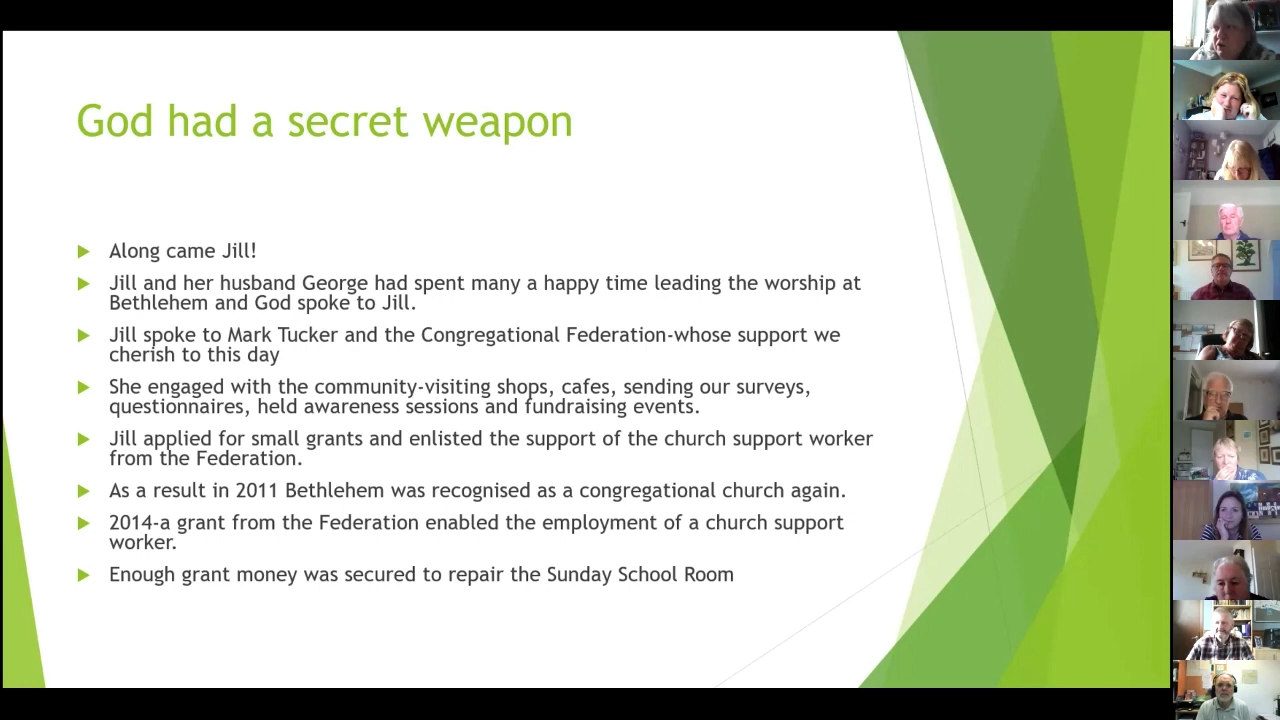 God had a secret weapon
Along came Jill!
Jill and her husband George had spent many a happy time leading the worship at
Bethlehem and God spoke to Jill.
Jill spoke to Mark Tucker and the Congregational Federation-whose support we
cherish to this day
She engaged with the community-visiting shops, cafes, sending our surveys,
questionnaires, held awareness sessions and fundraising events.
Jill applied for small grants and enlisted the support of the church support worker
from the Federation.
As a result in 2011 Bethlehem was recognised as a congregational church again.
2014-a grant from the Federation enabled the employment of a church support
worker.
Enough grant money was secured to repair the Sunday School Room